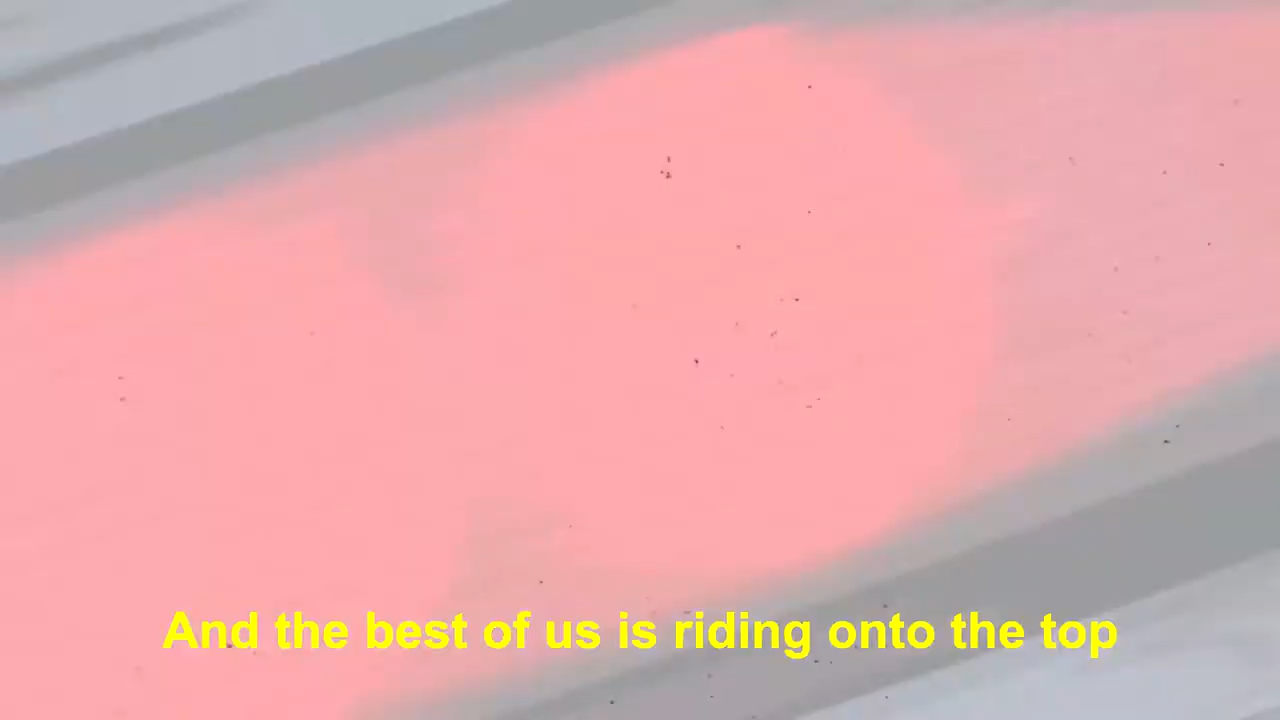 And the best of us is riding onto the top